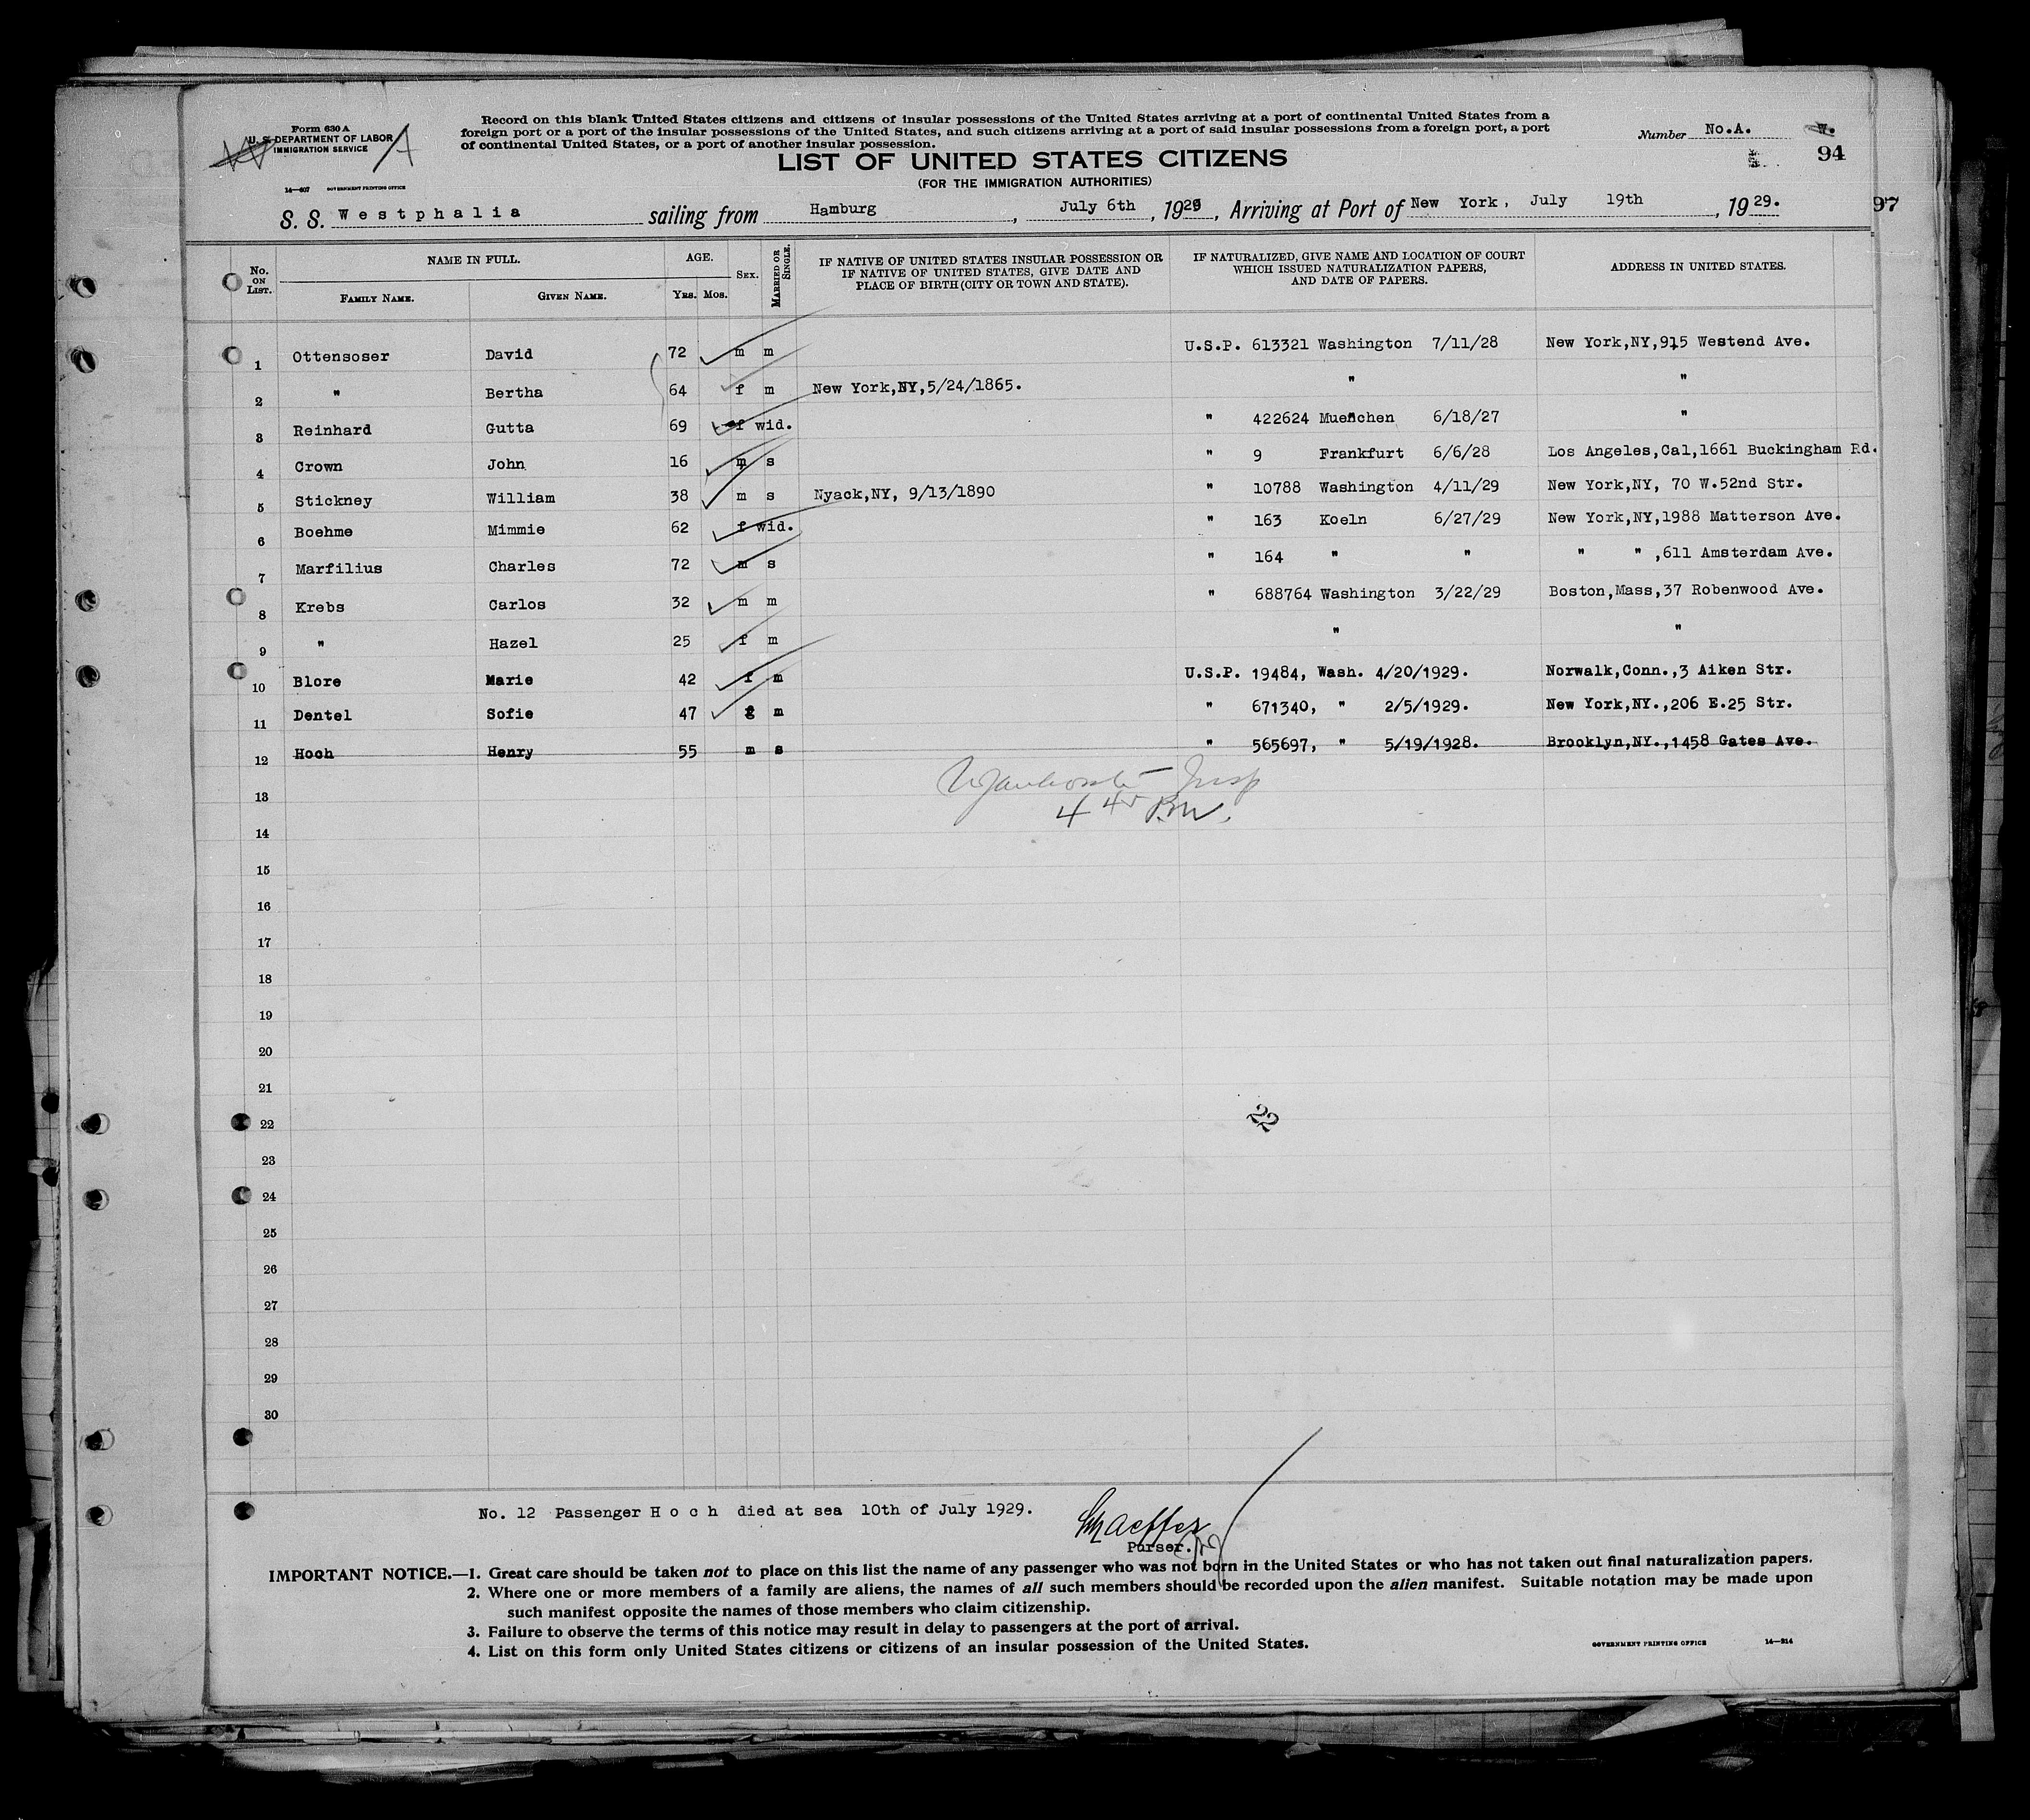 Form 630 A
U. S. DEPARTMENT OF LABOR
IMMIGRATION SERVICE
A
14—607 GOVERNMENT PRINTING OFFICE
Record on this blank United States citizens and citizens of insular possessions of the United States arriving at a port of continental United States from a
foreign port or a port of the insular possessions of the United States, and such citizens arriving at a port of said insular possessions from a foreign port, a port
of continental United States, or a port of another insular possession.
Number No.A. W.
94
LIST OF UNITED STATES CITIZENS
(FOR THE IMMIGRATION AUTHORITIES)
S. S. Westphalia sailing from Hamburg, July 6th, 1929, Arriving at Port of New York, July 19th, 1929.
97
No. ON LIST. NAME IN FULL. AGE. SEX. MARRIED OR SINGLE. IF NATIVE OF UNITED STATES INSULAR POSSESSION OR IF NATIVE OF UNITED STATES, GIVE DATE AND PLACE OF BIRTH (CITY OR TOWN AND STATE). IF NATURALIZED, GIVE NAME AND LOCATION OF COURT WHICH ISSUED NATURALIZATION PAPERS, AND DATE OF PAPERS. ADDRESS IN UNITED STATES.
FAMILY NAME. GIVEN NAME. YRS. MOS.
1 Ottensoser David 72 m m U.S.P. 613321 Washington 7/11/28 New York,NY,915 Westend Ave.
2 " Bertha 64 f m New York,NY,5/24/1865. " "
3 Reinhard Gutta 69 f wid. " 422624 Muenchen 6/18/27 "
4 Crown John 16 m s " 9 Frankfurt 6/6/28 Los Angeles,Cal,1661 Buckingham Rd.
5 Stickney William 38 m s Nyack,NY, 9/13/1890 " 10788 Washington 4/11/29 New York,NY, 70 W.52nd Str.
6 Boehme Mimmie 62 f wid. " 163 Koeln 6/27/29 New York,NY,1988 Matterson Ave.
7 Marfilius Charles 72 m s " 164 " " " " ,611 Amsterdam Ave.
8 Krebs Carlos 32 m m " 688764 Washington 3/22/29 Boston,Mass,37 Robenwood Ave.
9 " Hazel 25 f m " "
10 Blore Marie 42 f m U.S.P. 19484, Wash. 4/20/1929. Norwalk,Conn.,3 Aiken Str.
11 Dentel Sofie 47 f m " 671340, " 2/5/1929. New York,NY.,206 E.25 Str.
12 Hoch Henry 55 m s " 565697, " 5/19/1928. Brooklyn,NY.,1458 Gates Ave.
Insp
13
4 45 P.M.
14
15
16
17
18
19
20
21
22
22
23
24
25
26
27
28
29
30
No. 12 Passenger H o c h died at sea 10th of July 1929.
Schaeffer
Purser.
IMPORTANT NOTICE.—1. Great care should be taken not to place on this list the name of any passenger who was not born in the United States or who has not taken out final naturalization papers.
2. Where one or more members of a family are aliens, the names of all such members should be recorded upon the alien manifest. Suitable notation may be made upon
such manifest opposite the names of those members who claim citizenship.
3. Failure to observe the terms of this notice may result in delay to passengers at the port of arrival.
4. List on this form only United States citizens or citizens of an insular possession of the United States.
GOVERNMENT PRINTING OFFICE 14—214